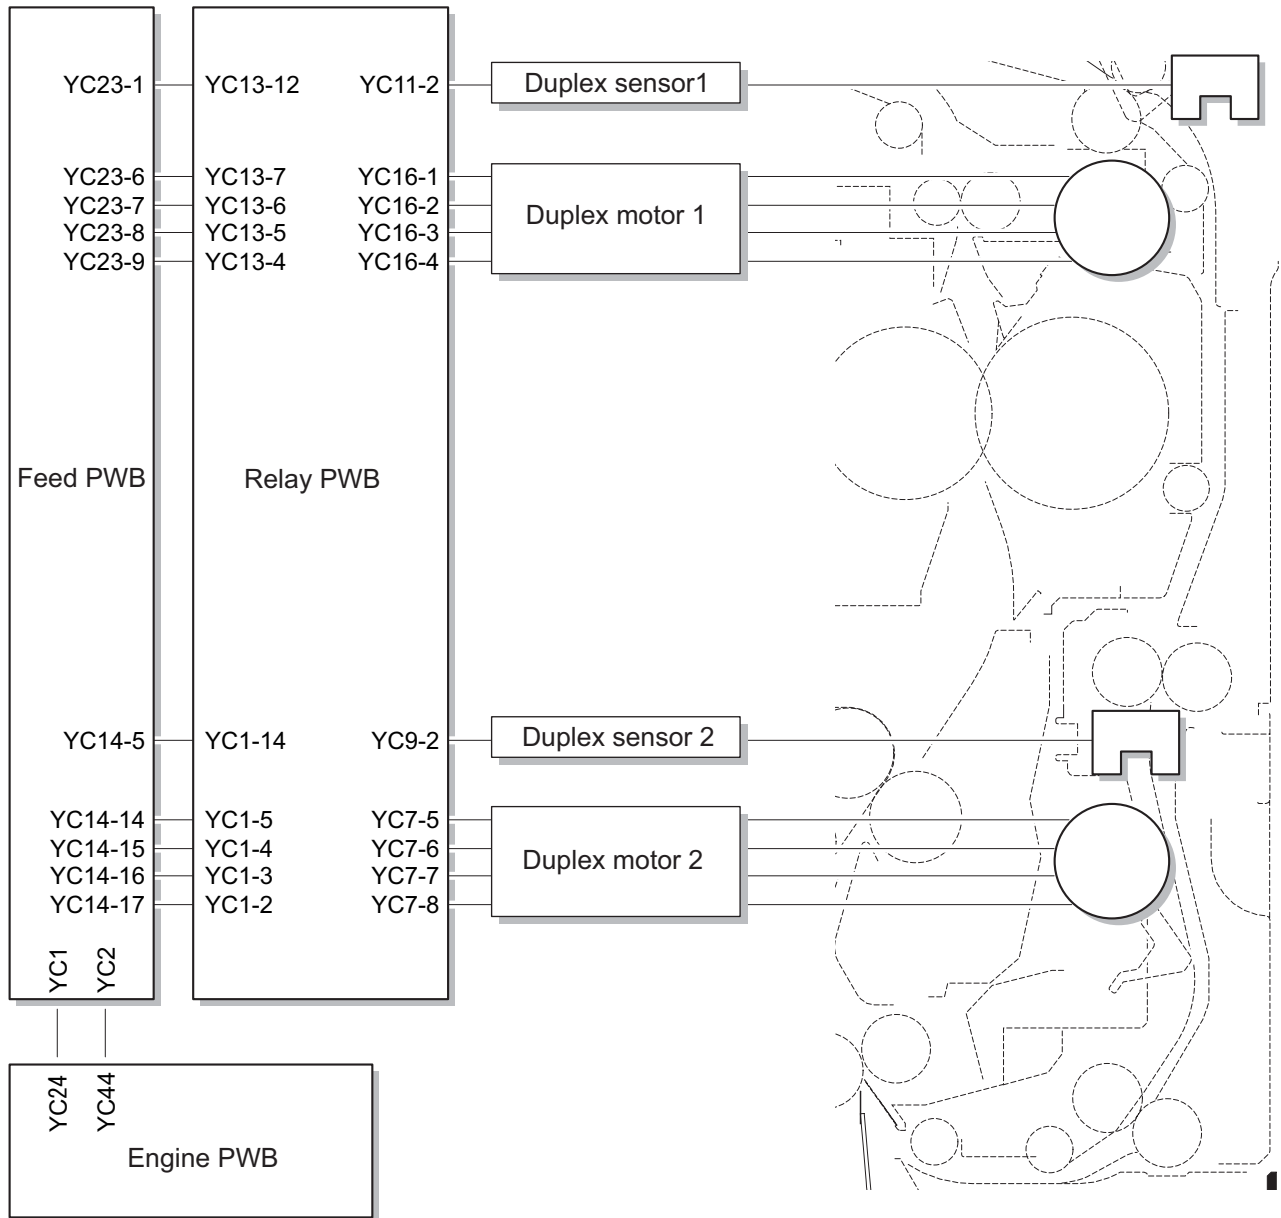 YC23-1 YC13-12 YC11-2 Duplex sensor1
YC23-6 YC13-7 YC16-1
YC23-7 YC13-6 YC16-2
Duplex motor 1
YC23-8 YC13-5 YC16-3
YC23-9 YC13-4 YC16-4
Feed PWB Relay PWB
YC14-5 YC1-14 YC9-2 Duplex sensor 2
YC14-14 YC1-5 YC7-5
YC14-15 YC1-4 YC7-6
Duplex motor 2
YC14-16 YC1-3 YC7-7
YC14-17 YC1-2 YC7-8
YC1 YC2
YC24 YC44
Engine PWB